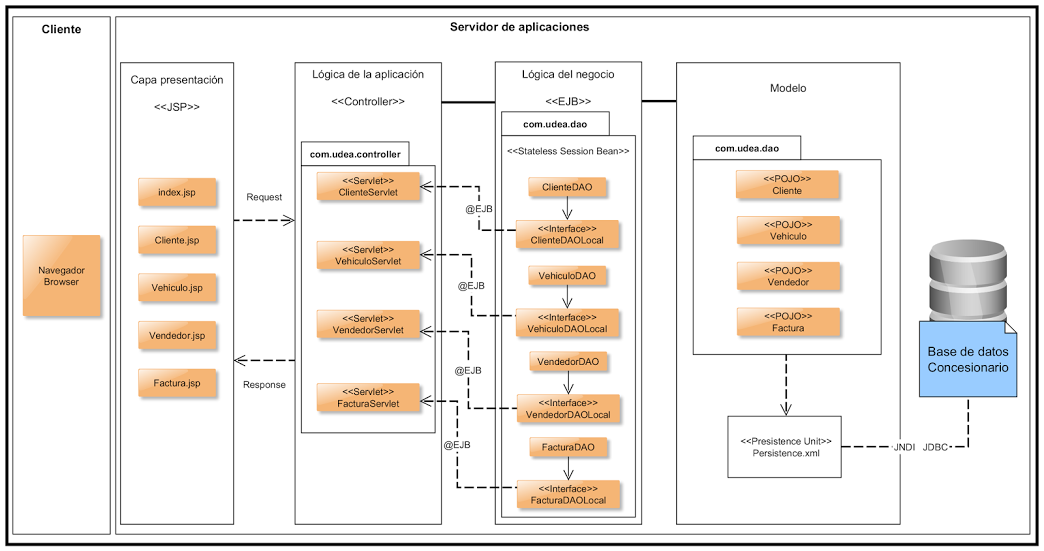 Cliente
Navegador
Browser
Servidor de aplicaciones
Capa presentación
<<JSP>>
index.jsp
Cliente.jsp
Vehículo.jsp
Vendedor.jsp
Factura.jsp
Request
Response
Lógica de la aplicación
<<Controller>>
com.udea.controller
<<Servlet>>
ClienteServlet
<<Servlet>>
VehiculoServlet
<<Servlet>>
VendedorServlet
<<Servlet>>
FacturaServlet
@EJB
@EJB
@EJB
@EJB
Lógica del negocio
<<EJB>>
com.udea.dao
<<Stateless Session Bean>>
ClienteDAO
<<Interface>>
ClienteDAOLocal
VehiculoDAO
<<Interface>>
VehiculoDAOLocal
VendedorDAO
<<Interface>>
VendedorDAOLocal
FacturaDAO
<<Interface>>
FacturaDAOLocal
Modelo
com.udea.dao
<<POJO>>
Cliente
<<POJO>>
Vehiculo
<<POJO>>
Vendedor
<<POJO>>
Factura
<<Presistence Unit>>
Persistence.xml
JNDI JDBC
Base de datos
Concesionario